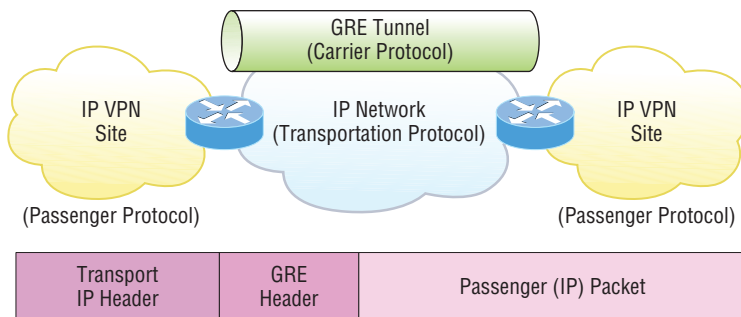 GRE Tunnel
(Carrier Protocol)
IP VPN
Site
IP Network
(Transportation Protocol)
IP VPN
Site
(Passenger Protocol)
(Passenger Protocol)
Transport
IP Header
GRE
Header
Passenger (IP) Packet